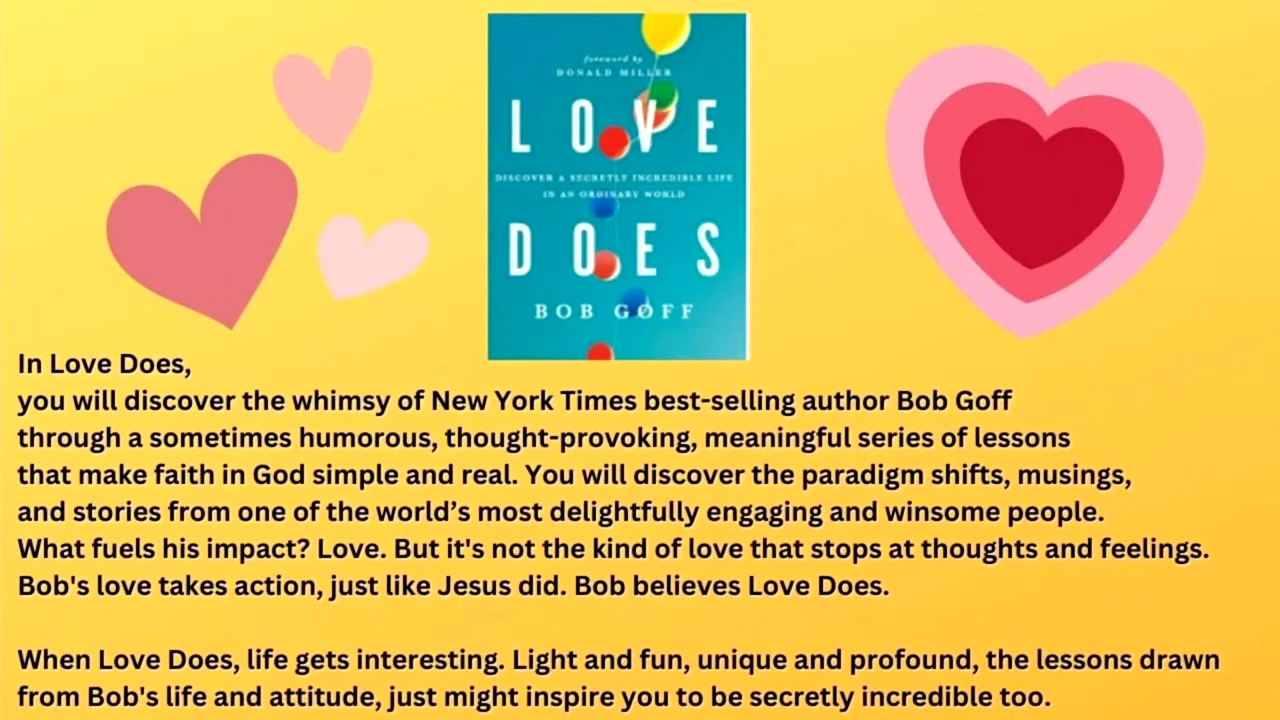 foreword by
DONALD MILLER
LOVE
DISCOVER A SECRETLY INCREDIBLE LIFE
IN AN ORDINARY WORLD
DOES
BOB GOFF
In Love Does,
you will discover the whimsy of New York Times best-selling author Bob Goff
through a sometimes humorous, thought-provoking, meaningful series of lessons
that make faith in God simple and real. You will discover the paradigm shifts, musings,
and stories from one of the world’s most delightfully engaging and winsome people.
What fuels his impact? Love. But it's not the kind of love that stops at thoughts and feelings.
Bob's love takes action, just like Jesus did. Bob believes Love Does.
When Love Does, life gets interesting. Light and fun, unique and profound, the lessons drawn
from Bob's life and attitude, just might inspire you to be secretly incredible too.